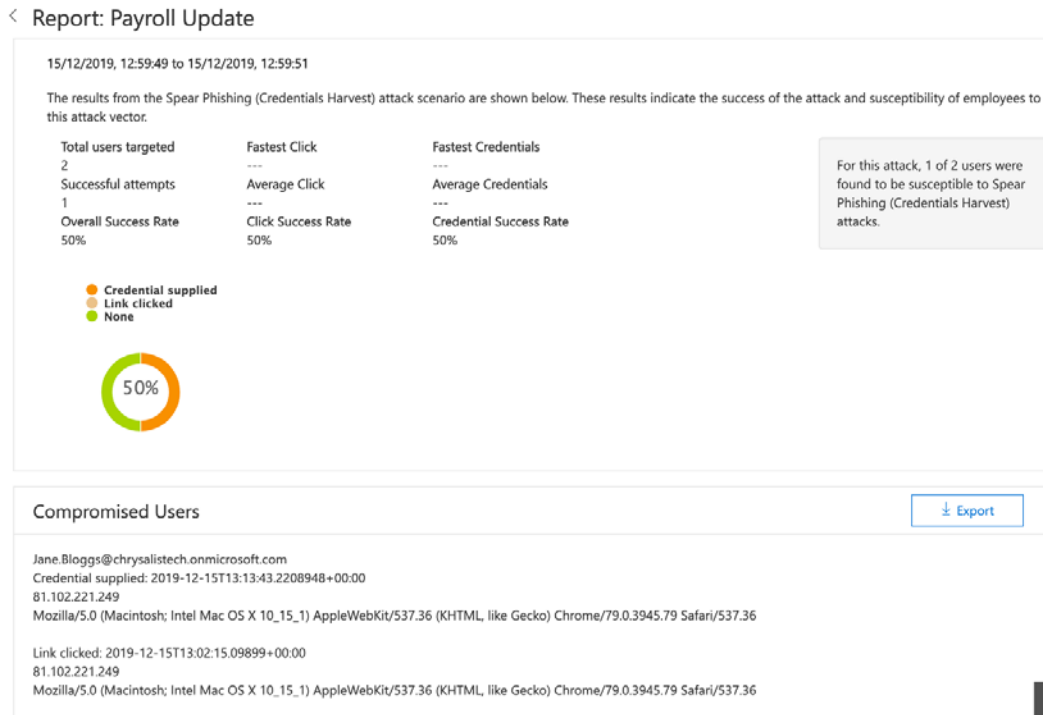 Report: Payroll Update
15/12/2019, 12:59:49 to 15/12/2019, 12:59:51
The results from the Spear Phishing (Credentials Harvest) attack scenario are shown below. These results indicate the success of the attack and susceptibility of employees to
this attack vector.
Total users targeted
2
Successful attempts
1
Overall Success Rate
50%
Fastest Click
---
Average Click
---
Click Success Rate
50%
Fastest Credentials
---
Average Credentials
---
Credential Success Rate
50%
For this attack, 1 of 2 users were
found to be susceptible to Spear
Phishing (Credentials Harvest)
attacks.
Credential supplied
Link clicked
None
50%
Compromised Users
Export
Jane.Bloggs@chrysalistech.onmicrosoft.com
Credential supplied: 2019-12-15T13:13:43.2208948+00:00
81.102.221.249
Mozilla/5.0 (Macintosh; Intel Mac OS X 10_15_1) AppleWebKit/537.36 (KHTML, like Gecko) Chrome/79.0.3945.79 Safari/537.36
Link clicked: 2019-12-15T13:02:15.09899+00:00
81.102.221.249
Mozilla/5.0 (Macintosh; Intel Mac OS X 10_15_1) AppleWebKit/537.36 (KHTML, like Gecko) Chrome/79.0.3945.79 Safari/537.36